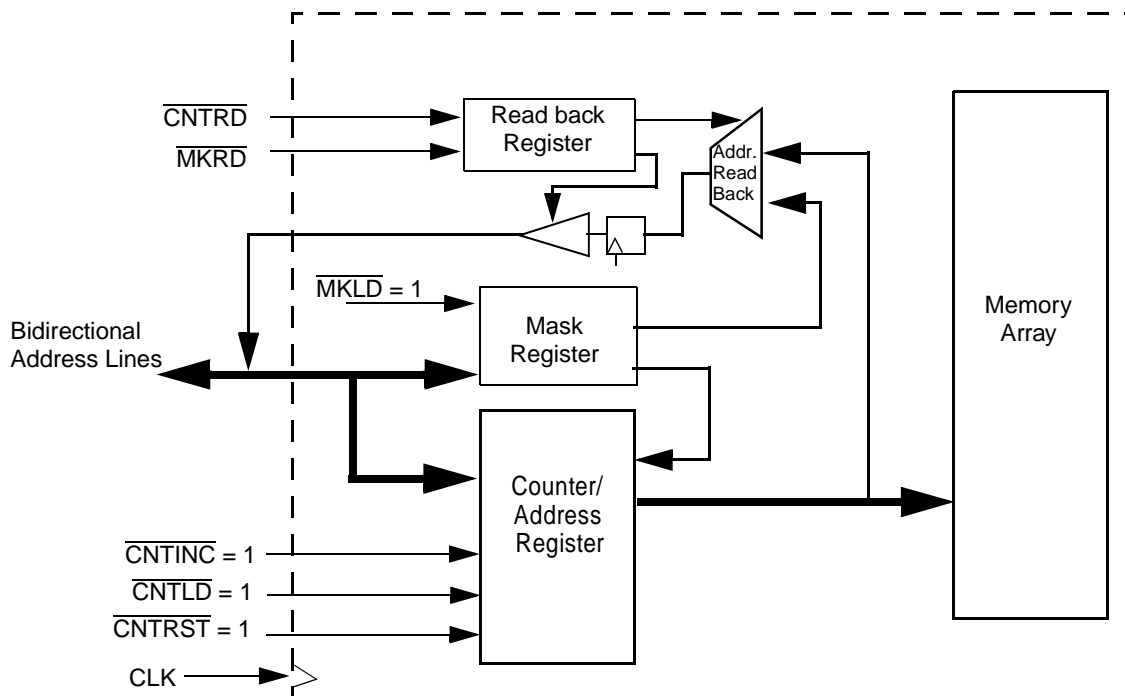 CNTRD
MKRD
Read back
Register
Addr.
Read
Back
MKLD = 1
Mask
Register
Bidirectional
Address Lines
Memory
Array
Counter/
Address
Register
CNTINC = 1
CNTLD = 1
CNTRST = 1
CLK